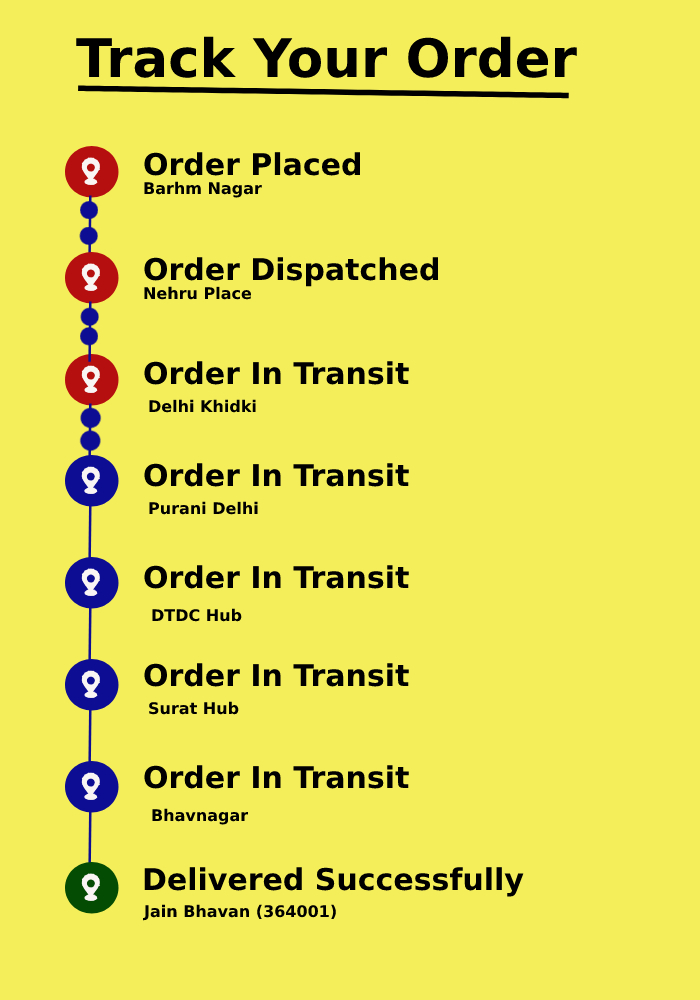 Track Your Order
Order Placed
Barhm Nagar
Order Dispatched
Nehru Place
Order In Transit
Delhi Khidki
Order In Transit
Purani Delhi
Order In Transit
DTDC Hub
Order In Transit
Surat Hub
Order In Transit
Bhavnagar
Delivered Successfully
Jain Bhavan (364001)